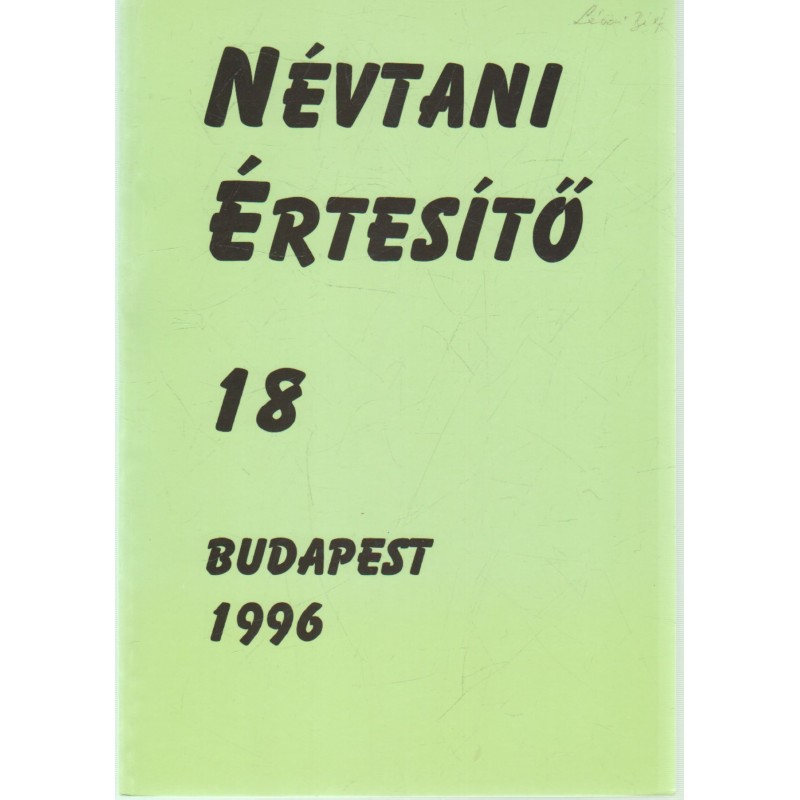 NÉVTANI
ÉRTESÍTŐ
18
BUDAPEST
1996